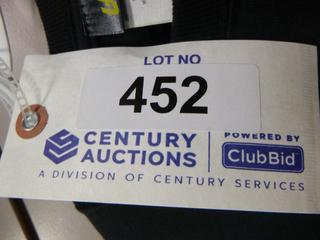 LOT NO
452
CENTURY
AUCTIONS
POWERED BY
ClubBid
A DIVISION OF CENTURY SERVICES